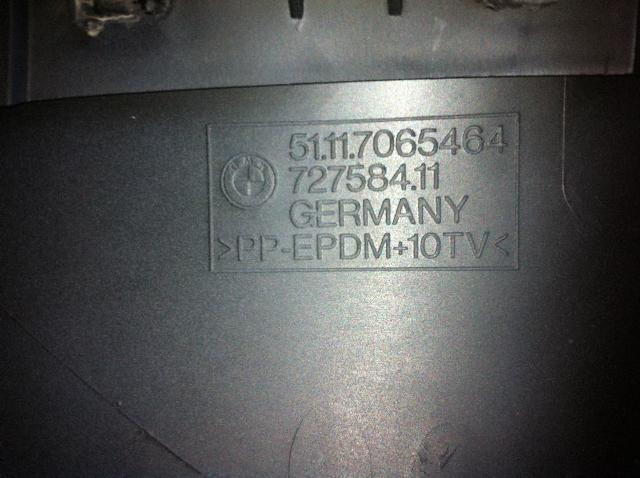 51.11.7065464
727584.11
GERMANY
>PP-EPDM+10TV<